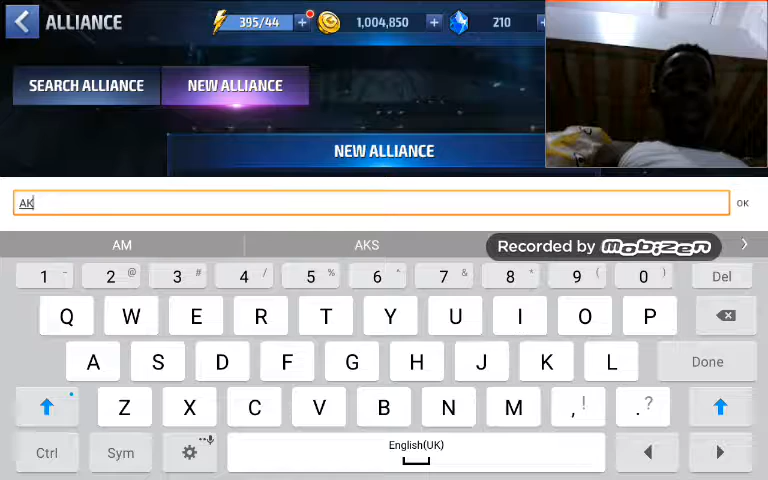 ALLIANCE 395/44 + 1,004,850 + 210 +
SEARCH ALLIANCE NEW ALLIANCE
NEW ALLIANCE
AK OK
AM AKS Recorded by mobizen >
1 - 2 @ 3 # 4 / 5 % 6 ^ 7 & 8 * 9 ( 0 ) Del
Q W E R T Y U I O P
A S D F G H J K L Done
Z X C V B N M , ! . ?
Ctrl Sym English(UK)